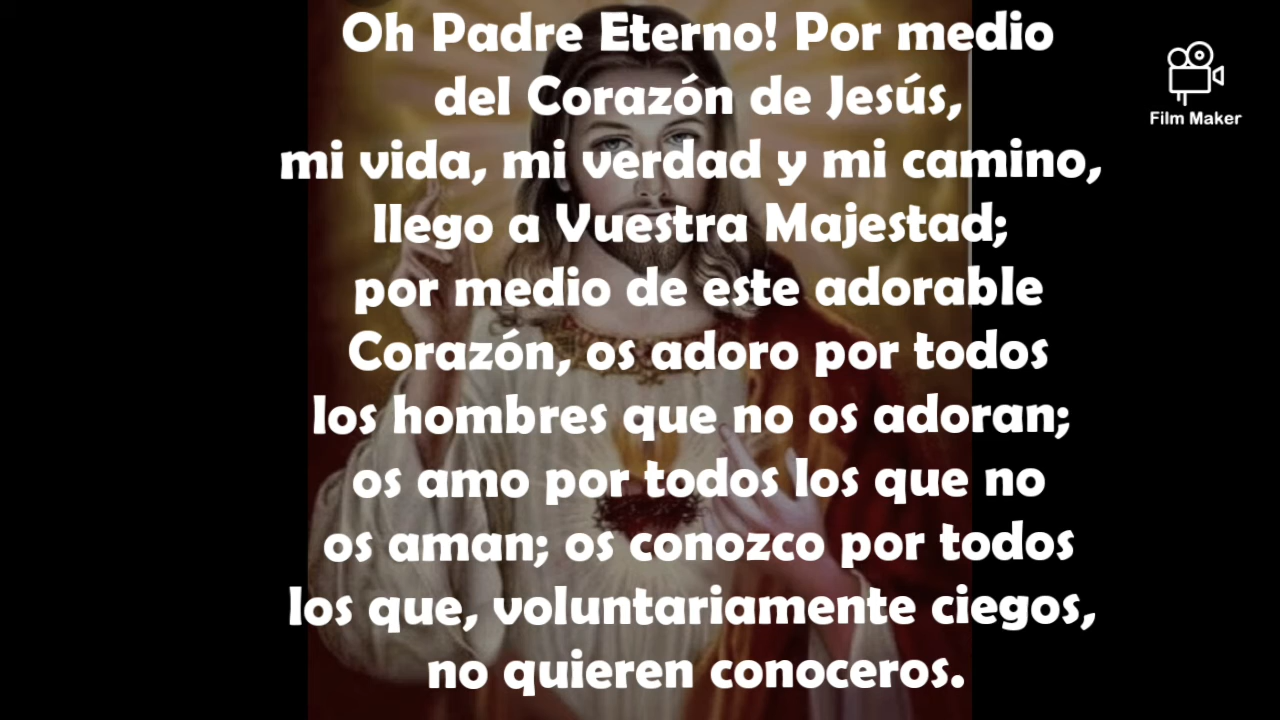 Oh Padre Eterno! Por medio
del Corazón de Jesús,
mi vida, mi verdad y mi camino,
llego a Vuestra Majestad;
por medio de este adorable
Corazón, os adoro por todos
los hombres que no os adoran;
os amo por todos los que no
os aman; os conozco por todos
los que, voluntariamente ciegos,
no quieren conoceros.
Film Maker